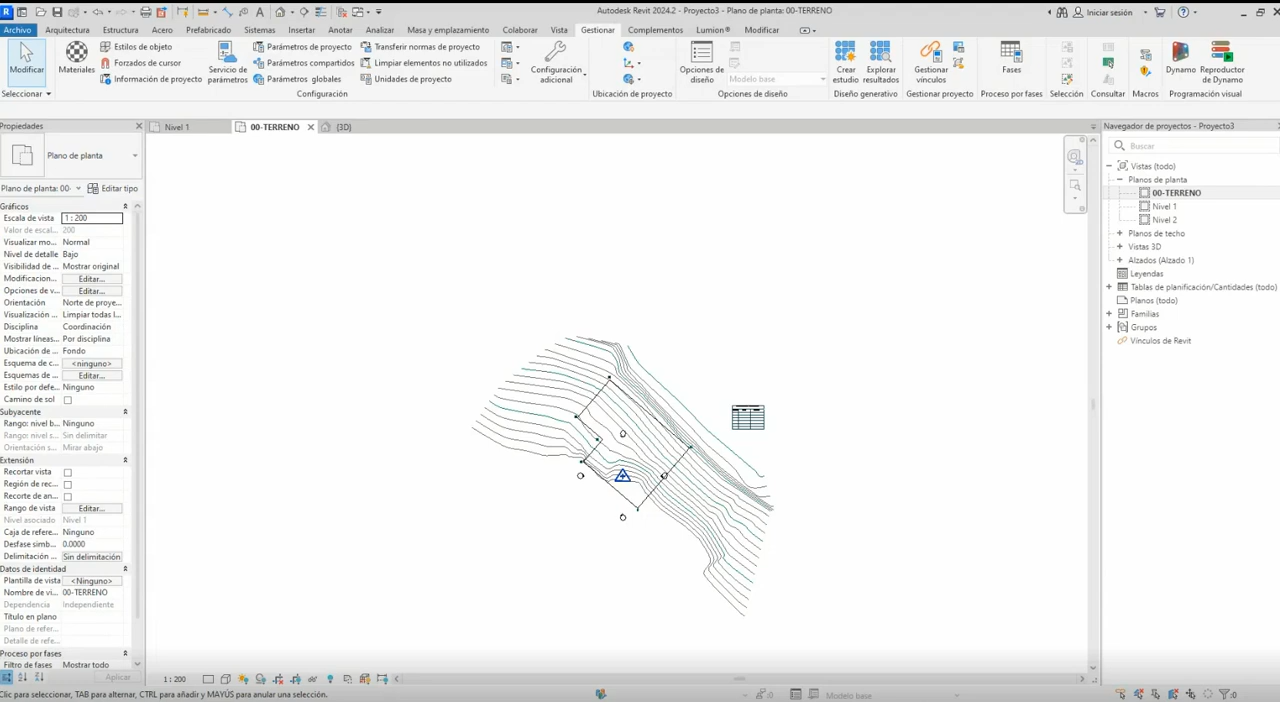 Autodesk Revit 2024.2 - Proyecto3 - Plano de planta: 00-TERRENO
Iniciar sesión
Archivo Arquitectura Estructura Acero Prefabricado Sistemas Insertar Anotar Analizar Masa y emplazamiento Colaborar Vista Gestionar Complementos Lumion® Modificar
Modificar
Materiales
Estilos de objeto
Forzados de cursor
Información de proyecto
Servicio de parámetros
Parámetros de proyecto
Parámetros compartidos
Parámetros globales
Transferir normas de proyecto
Limpiar elementos no utilizados
Unidades de proyecto
Configuración adicional
Opciones de diseño
Modelo base
Crear estudio
Explorar resultados
Gestionar vínculos
Fases
Dynamo
Reproductor de Dynamo
Seleccionar
Configuración
Ubicación de proyecto
Opciones de diseño
Diseño generativo
Gestionar proyecto
Proceso por fases
Selección
Consultar
Macros
Programación visual
Propiedades
Nivel 1
00-TERRENO
{3D}
Plano de planta
Plano de planta: 00-
Editar tipo
Gráficos
Escala de vista 1 : 200
Valor de escal... 200
Visualizar mo... Normal
Nivel de detalle Bajo
Visibilidad de ... Mostrar original
Modificacion... Editar...
Opciones de v... Editar...
Orientación Norte de proye...
Visualización ... Limpiar todas l...
Disciplina Coordinación
Mostrar líneas... Por disciplina
Ubicación de ... Fondo
Esquema de c... <ninguno>
Esquemas de ... Editar...
Estilo por defe... Ninguno
Camino de sol
Subyacente
Rango: nivel b... Ninguno
Rango: nivel s... Sin delimitar
Orientación s... Mirar abajo
Extensión
Recortar vista
Región de rec...
Recorte de an...
Rango de vista Editar...
Nivel asociado Nivel 1
Caja de refere... Ninguno
Desfase simb... 0.0000
Delimitación ... Sin delimitación
Datos de identidad
Plantilla de vista <Ninguno>
Nombre de vi... 00-TERRENO
Dependencia Independiente
Título en plano
Plano de refer...
Detalle de refe...
Proceso por fases
Filtro de fases Mostrar todo
Aplicar
1 : 200
Navegador de proyectos - Proyecto3
Buscar
Vistas (todo)
Planos de planta
00-TERRENO
Nivel 1
Nivel 2
Planos de techo
Vistas 3D
Alzados (Alzado 1)
Leyendas
Tablas de planificación/Cantidades (todo)
Planos (todo)
Familias
Grupos
Vínculos de Revit
Clic para seleccionar, TAB para alternar, CTRL para añadir y MAYÚS para anular una selección.
:0
Modelo base
:0